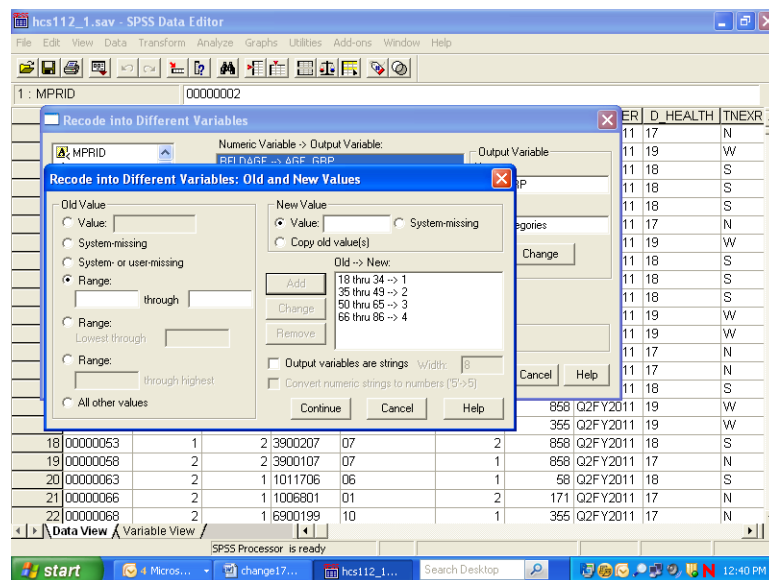 hcs112_1.sav - SPSS Data Editor
File Edit View Data Transform Analyze Graphs Utilities Add-ons Window Help
1 : MPRID 00000002
ER D_HEALTH TNEXR
Recode into Different Variables
11 17 N
MPRID
Numeric Variable -> Output Variable:
Output Variable
11 19 W
RFLDAGE --> AGE_GRP
11 18 S
Recode into Different Variables: Old and New Values
11 18 S
Old Value
New Value
11 18 S
Value:
Value:
System-missing
egories
11 17 N
System-missing
Copy old value(s)
11 19 W
System- or user-missing
Old --> New:
Change
11 18 S
Range:
Add
18 thru 34 --> 1
11 18 S
through
35 thru 49 --> 2
Change
50 thru 65 --> 3
11 18 S
Range:
66 thru 86 --> 4
11 19 W
Lowest through
Remove
11 19 W
Range:
Output variables are strings Width: 8
11 17 N
through highest
Convert numeric strings to numbers ('5'->5)
Cancel Help
11 17 N
11 18 S
All other values
Continue Cancel Help
858 Q2FY2011 19 W
355 Q2FY2011 19 W
18 00000053 1 2 3900207 07 2 858 Q2FY2011 18 S
19 00000058 2 2 3900107 07 1 858 Q2FY2011 17 N
20 00000063 2 1 1011706 06 1 58 Q2FY2011 18 S
21 00000066 2 1 1006801 01 2 171 Q2FY2011 17 N
22 00000068 2 1 6900199 10 1 355 Q2FY2011 17 N
Data View Variable View
SPSS Processor is ready
start 4 Micros... change17... hcs112_1... Search Desktop 12:40 PM